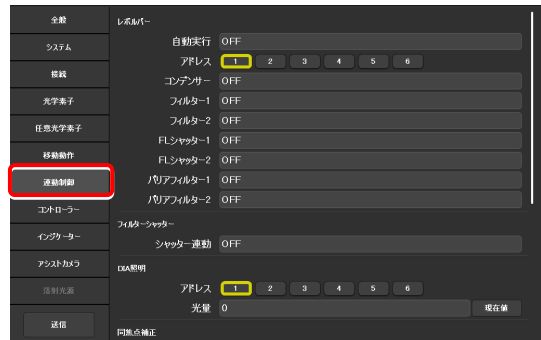 全般
システム
接続
光学素子
任意光学素子
移動動作
連動制御
コントローラー
インジケーター
アシストカメラ
落射光源
送信
レボルバー
自動実行 OFF
アドレス 1 2 3 4 5 6
コンデンサー OFF
フィルター1 OFF
フィルター2 OFF
FLシャッター1 OFF
FLシャッター2 OFF
バリアフィルター1 OFF
バリアフィルター2 OFF
フィルターシャッター
シャッター連動 OFF
DIA照明
アドレス 1 2 3 4 5 6
光量 0 現在値
同焦点補正